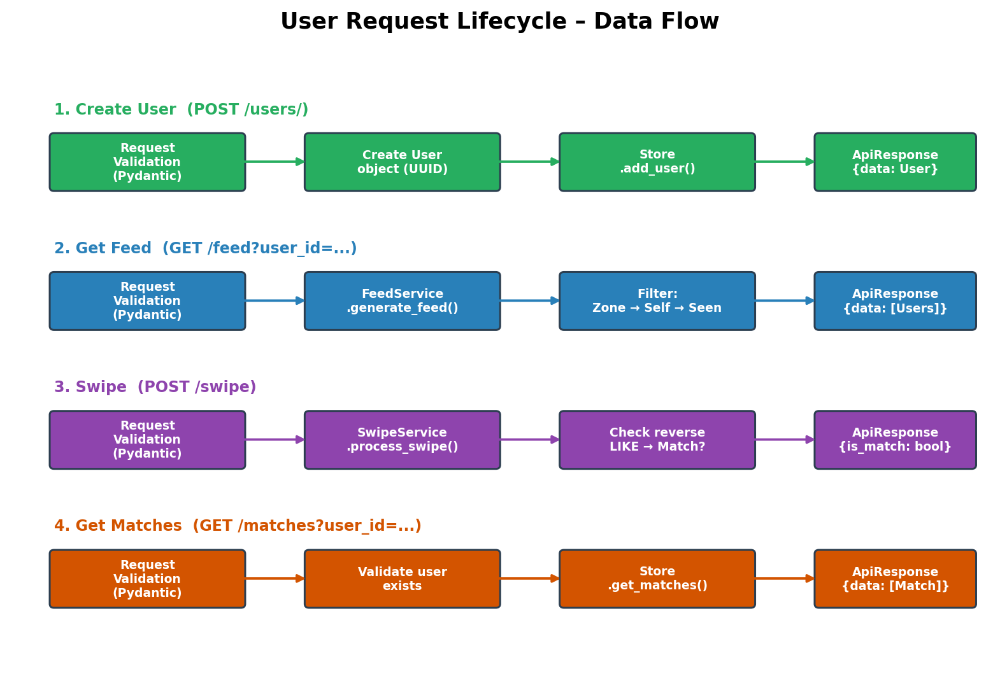 User Request Lifecycle – Data Flow
1. Create User  (POST /users/)
Request
Validation
(Pydantic)
Create User
object (UUID)
Store
.add_user()
ApiResponse
{data: User}
2. Get Feed  (GET /feed?user_id=...)
Request
Validation
(Pydantic)
FeedService
.generate_feed()
Filter:
Zone → Self → Seen
ApiResponse
{data: [Users]}
3. Swipe  (POST /swipe)
Request
Validation
(Pydantic)
SwipeService
.process_swipe()
Check reverse
LIKE → Match?
ApiResponse
{is_match: bool}
4. Get Matches  (GET /matches?user_id=...)
Request
Validation
(Pydantic)
Validate user
exists
Store
.get_matches()
ApiResponse
{data: [Match]}